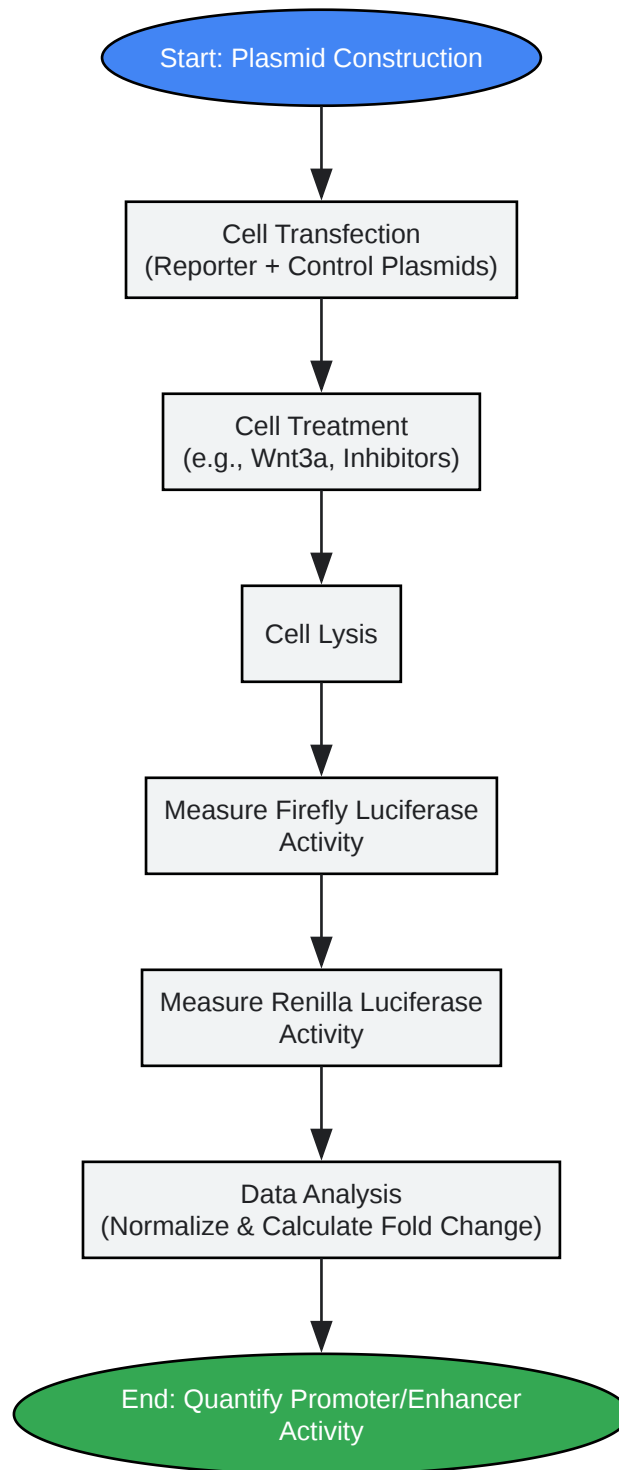 Start: Plasmid Construction
Cell Transfection
(Reporter + Control Plasmids)
Cell Treatment
(e.g., Wnt3a, Inhibitors)
Cell Lysis
Measure Firefly Luciferase
Activity
Measure Renilla Luciferase
Activity
Data Analysis
(Normalize & Calculate Fold Change)
End: Quantify Promoter/Enhancer
Activity